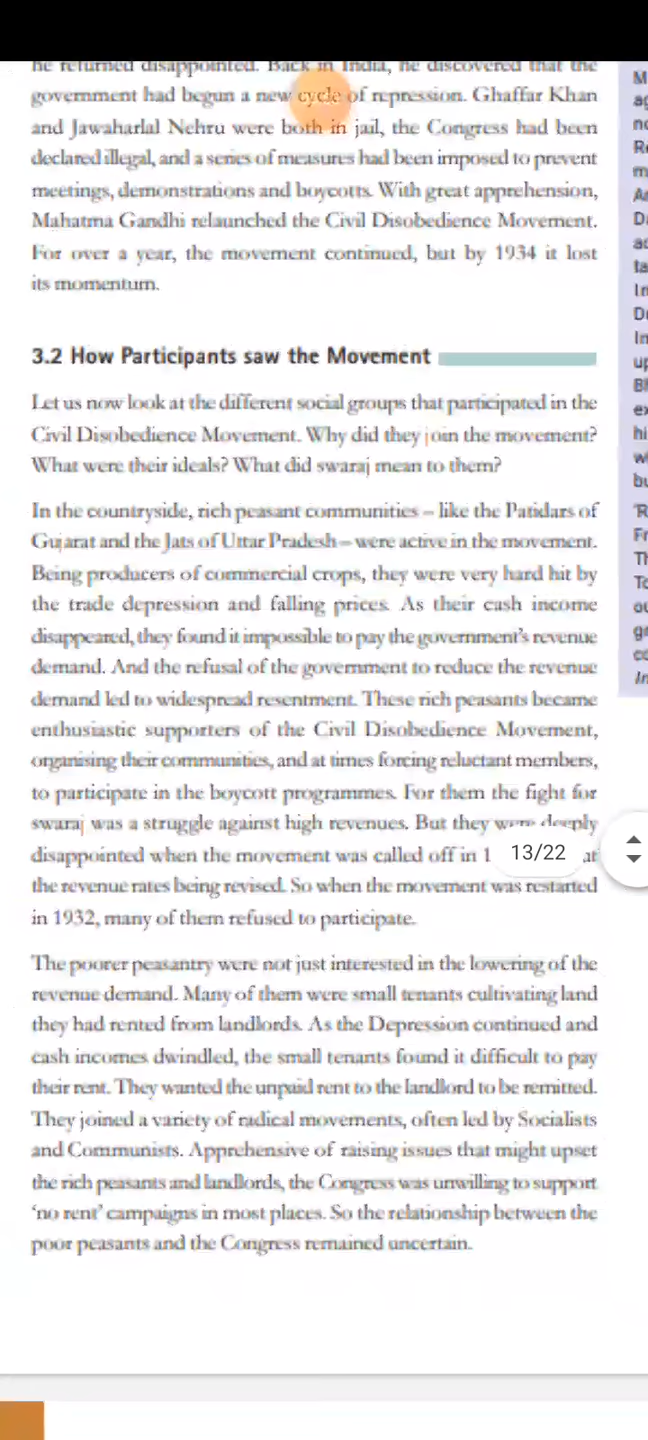 he returned disappointed. Back in India, he discovered that the
government had begun a new cycle of repression. Ghaffar Khan
and Jawaharlal Nehru were both in jail, the Congress had been
declared illegal, and a series of measures had been imposed to prevent
meetings, demonstrations and boycotts. With great apprehension,
Mahatma Gandhi relaunched the Civil Disobedience Movement.
For over a year, the movement continued, but by 1934 it lost
its momentum.
3.2 How Participants saw the Movement
Let us now look at the different social groups that participated in the
Civil Disobedience Movement. Why did they join the movement?
What were their ideals? What did swaraj mean to them?
In the countryside, rich peasant communities – like the Patidars of
Gujarat and the Jats of Uttar Pradesh – were active in the movement.
Being producers of commercial crops, they were very hard hit by
the trade depression and falling prices. As their cash income
disappeared, they found it impossible to pay the government's revenue
demand. And the refusal of the government to reduce the revenue
demand led to widespread resentment. These rich peasants became
enthusiastic supporters of the Civil Disobedience Movement,
organising their communities, and at times forcing reluctant members,
to participate in the boycott programmes. For them the fight for
swaraj was a struggle against high revenues. But they were deeply
disappointed when the movement was called off in 1
13/22
the revenue rates being revised. So when the movement was restarted
in 1932, many of them refused to participate.
The poorer peasantry were not just interested in the lowering of the
revenue demand. Many of them were small tenants cultivating land
they had rented from landlords. As the Depression continued and
cash incomes dwindled, the small tenants found it difficult to pay
their rent. They wanted the unpaid rent to the landlord to be remitted.
They joined a variety of radical movements, often led by Socialists
and Communists. Apprehensive of raising issues that might upset
the rich peasants and landlords, the Congress was unwilling to support
'no rent' campaigns in most places. So the relationship between the
poor peasants and the Congress remained uncertain.